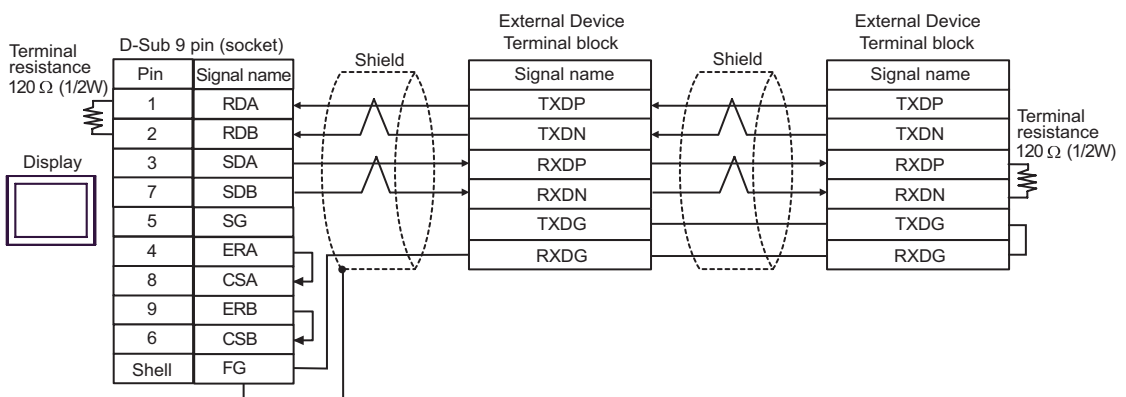 External Device
Terminal block
External Device
Terminal block
Terminal
resistance
120 Ω (1/2W)
D-Sub 9 pin (socket)
Shield
Shield
Pin Signal name
Signal name
Signal name
1 RDA
TXDP
TXDP
2 RDB
TXDN
TXDN
Terminal
resistance
120 Ω (1/2W)
Display
3 SDA
RXDP
RXDP
7 SDB
RXDN
RXDN
5 SG
TXDG
TXDG
4 ERA
RXDG
RXDG
8 CSA
9 ERB
6 CSB
Shell FG